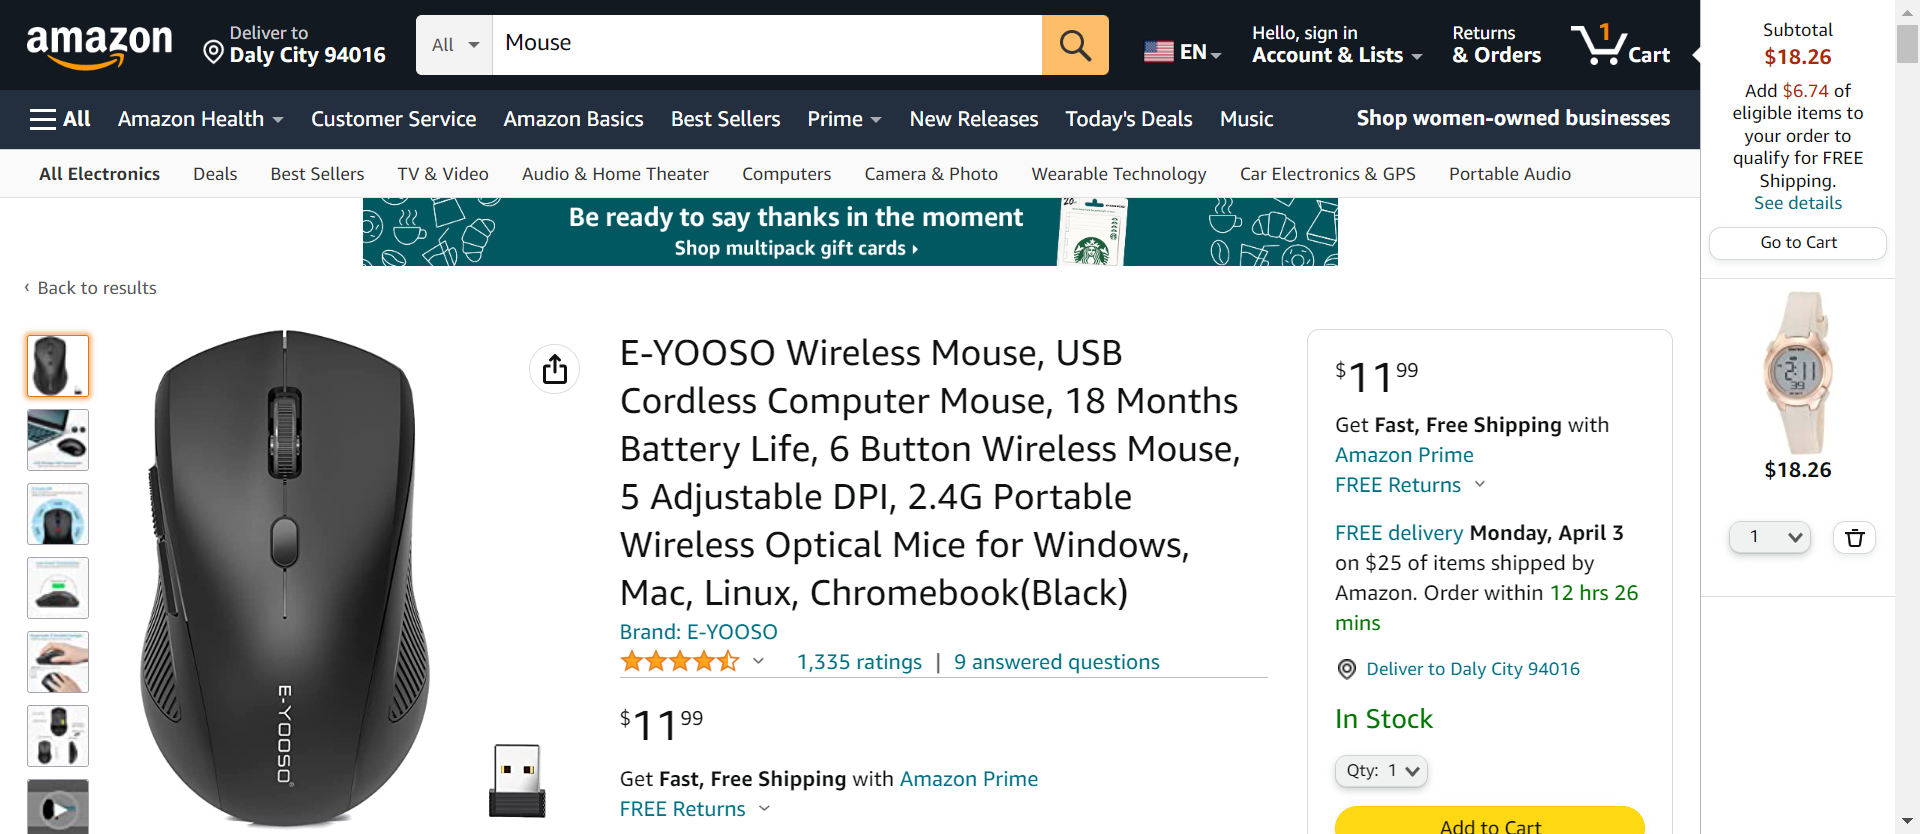 amazon
Deliver to
Daly City 94016
All
Mouse
EN
Hello, sign in
Account & Lists
Returns
& Orders
1
Cart
All
Amazon Health
Customer Service
Amazon Basics
Best Sellers
Prime
New Releases
Today's Deals
Music
Shop women-owned businesses
All Electronics
Deals
Best Sellers
TV & Video
Audio & Home Theater
Computers
Camera & Photo
Wearable Technology
Car Electronics & GPS
Portable Audio
Be ready to say thanks in the moment
Shop multipack gift cards ›
‹ Back to results
E-YOOSO®
E-YOOSO Wireless Mouse, USB
Cordless Computer Mouse, 18 Months
Battery Life, 6 Button Wireless Mouse,
5 Adjustable DPI, 2.4G Portable
Wireless Optical Mice for Windows,
Mac, Linux, Chromebook(Black)
Brand: E-YOOSO
1,335 ratings | 9 answered questions
$11 99
Get Fast, Free Shipping with Amazon Prime
FREE Returns
$11 99
Get Fast, Free Shipping with
Amazon Prime
FREE Returns
FREE delivery Monday, April 3
on $25 of items shipped by
Amazon. Order within 12 hrs 26
mins
Deliver to Daly City 94016
In Stock
Qty: 1
Add to Cart
Subtotal
$18.26
Add $6.74 of
eligible items to
your order to
qualify for FREE
Shipping.
See details
Go to Cart
2:11
39
$18.26
1